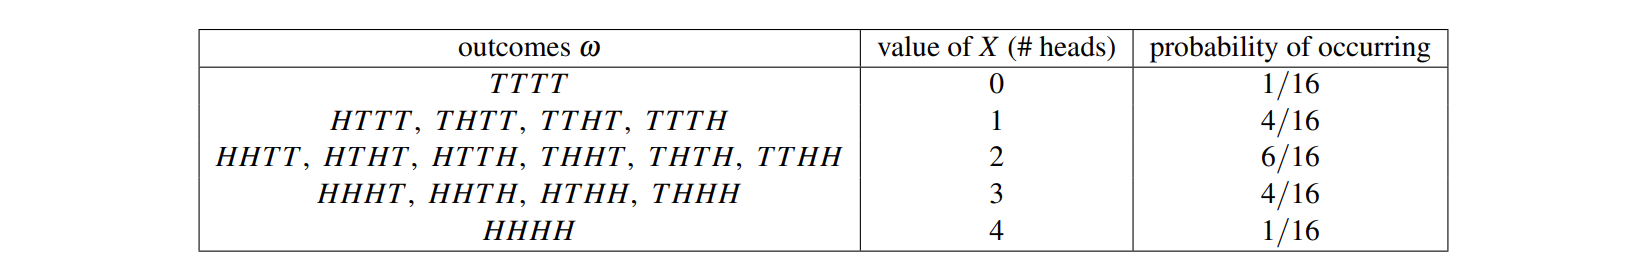 outcomes ω value of X (# heads) probability of occurring
TTTT 0 1/16
HTTT, THTT, TTHT, TTTH 1 4/16
HHTT, HTHT, HTTH, THHT, THTH, TTHH 2 6/16
HHHT, HHTH, HTHH, THHH 3 4/16
HHHH 4 1/16